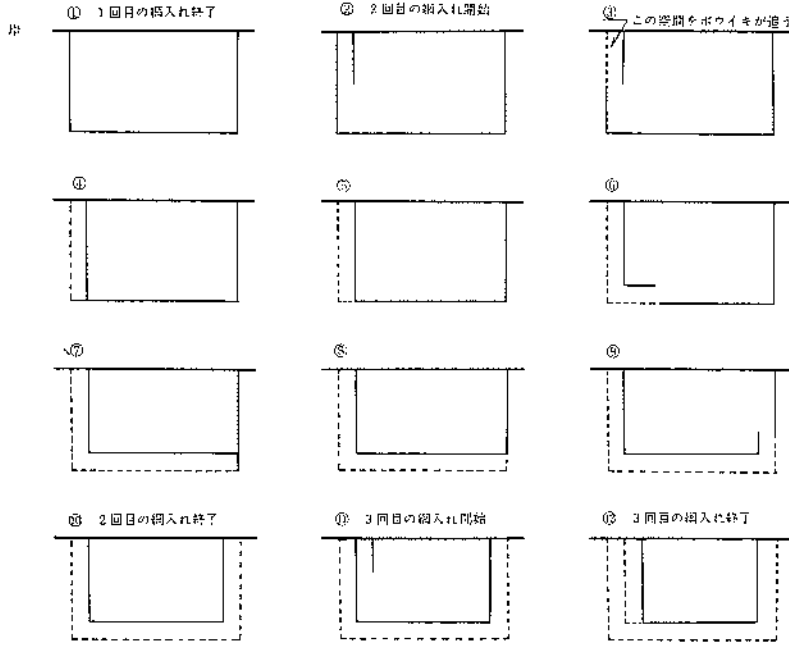 岸
① 1回目の網入れ終了
② 2回目の網入れ開始
③ この空間をボウイキが追う
④
⑤
⑥
⑦
⑧
⑨
⑩ 2回目の網入れ終了
⑪ 3回目の網入れ開始
⑫ 3回目の網入れ終了